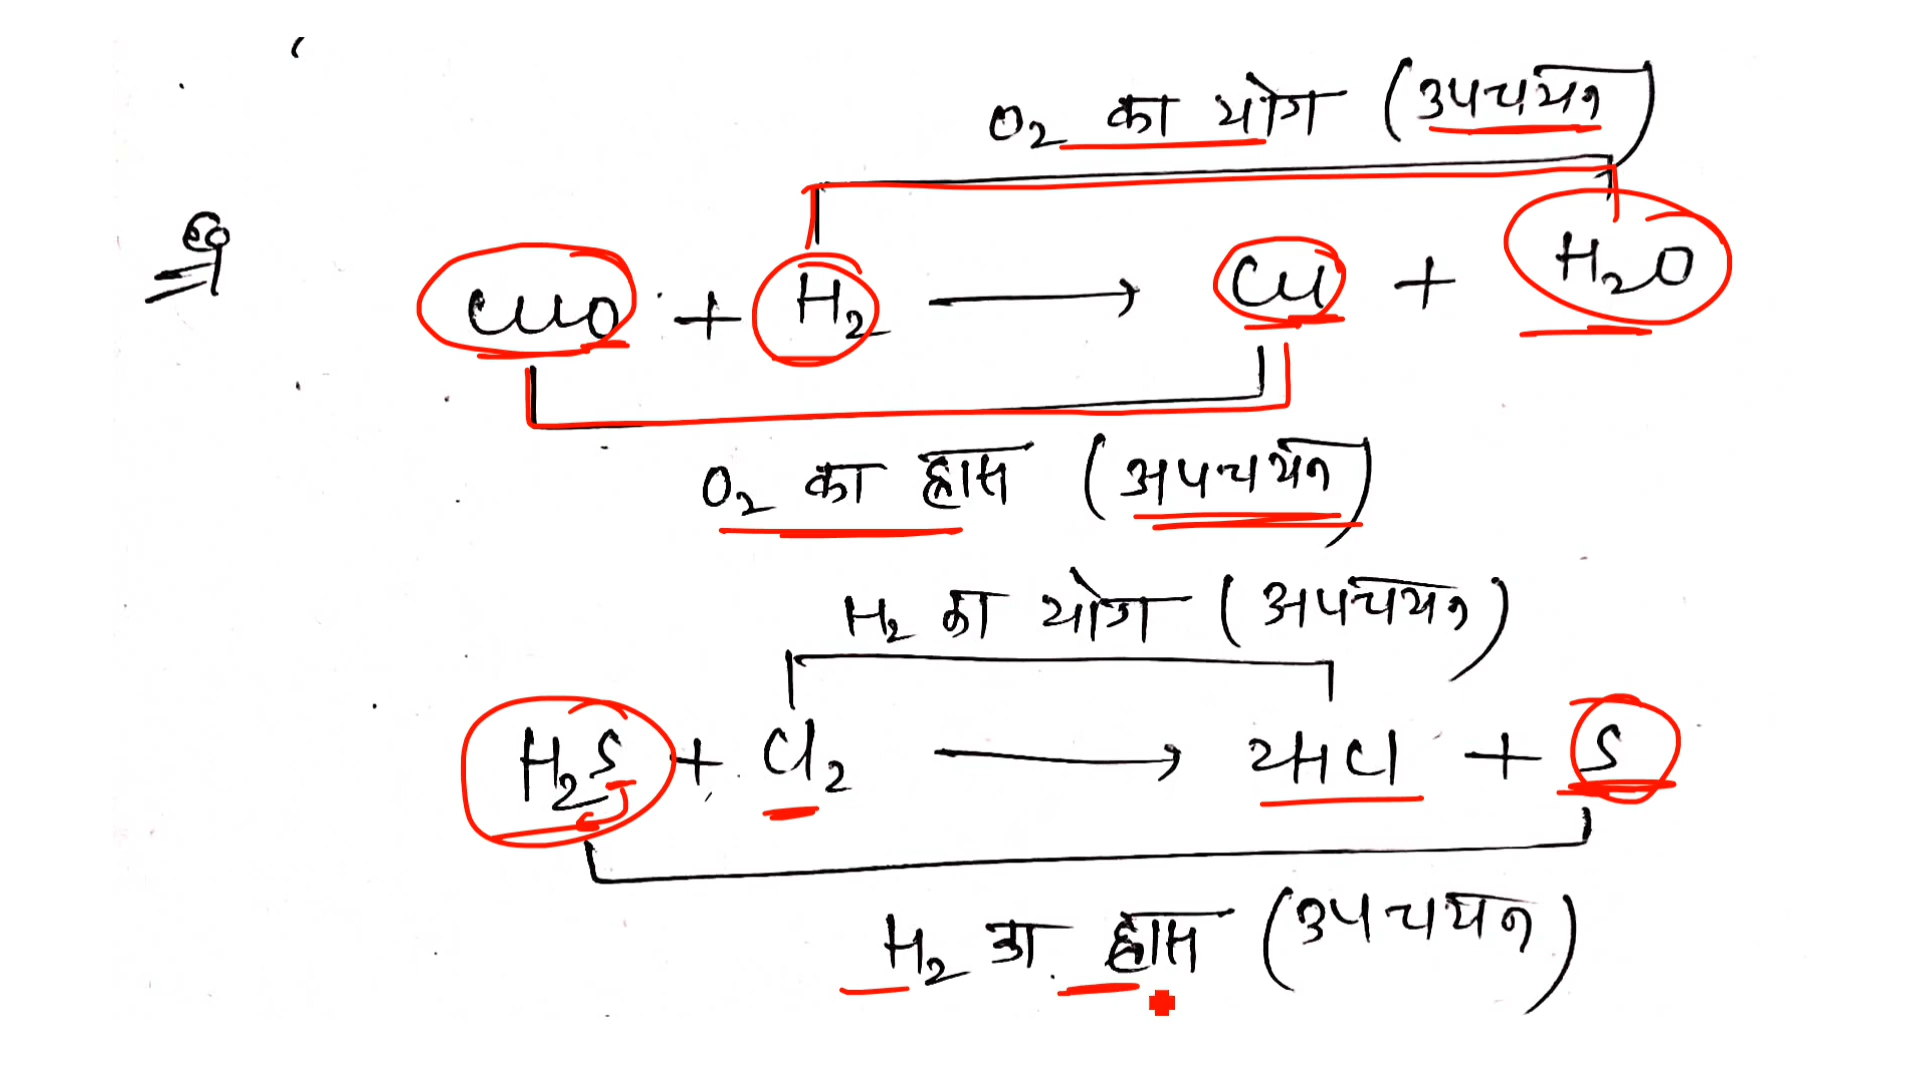 O₂ का योग (उपचयन)
CuO + H₂ → Cu + H₂O
O₂ का ह्रास (अपचयन)
H₂ का योग (अपचयन)
H₂S + Cl₂ → 2HCl + S
H₂ का ह्रास (उपचयन)